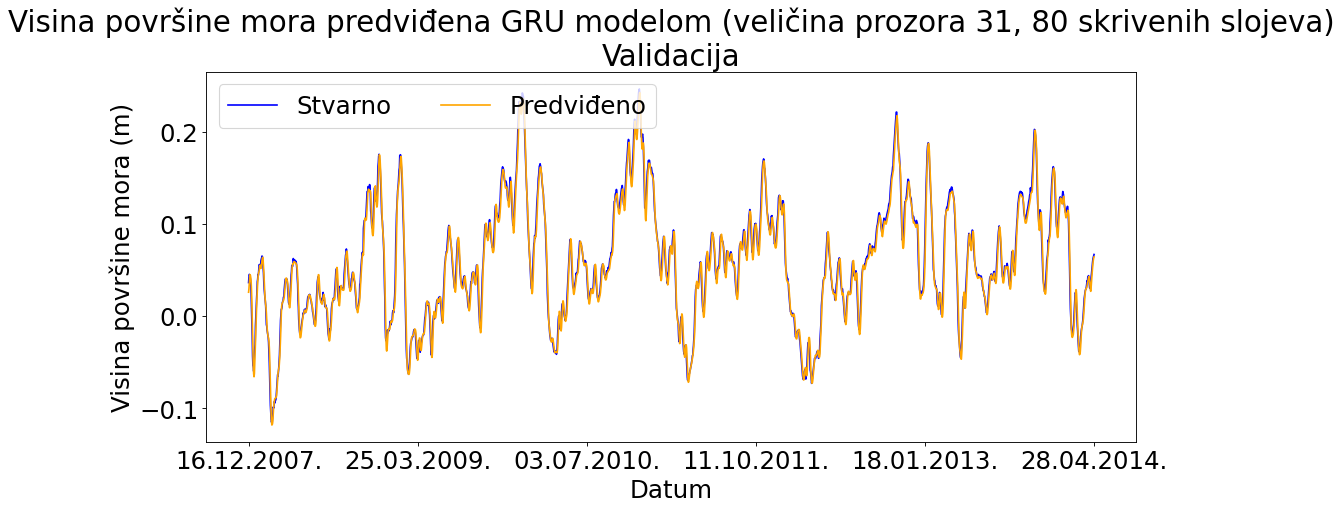 Visina površine mora predviđena GRU modelom (veličina prozora 31, 80 skrivenih slojeva)
Validacija
Stvarno
Predviđeno
Visina površine mora (m)
0.2
0.1
0.0
−0.1
16.12.2007.
25.03.2009.
03.07.2010.
11.10.2011.
18.01.2013.
28.04.2014.
Datum